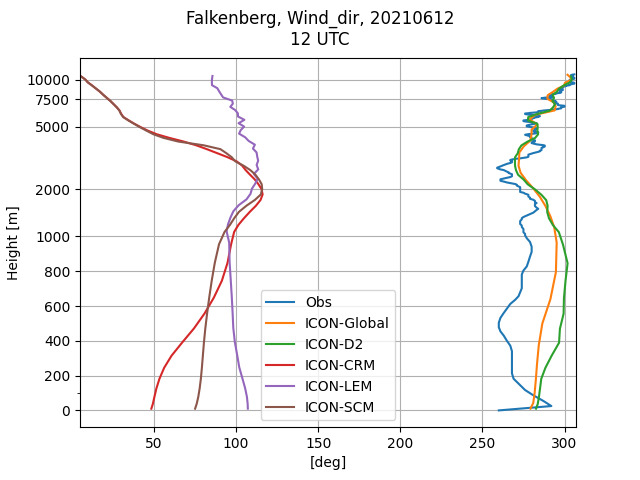 Falkenberg, Wind_dir, 20210612
12 UTC
10000
7500
5000
2000
1000
800
600
400
200
0
Height [m]
Obs
ICON-Global
ICON-D2
ICON-CRM
ICON-LEM
ICON-SCM
50
100
150
200
250
300
[deg]